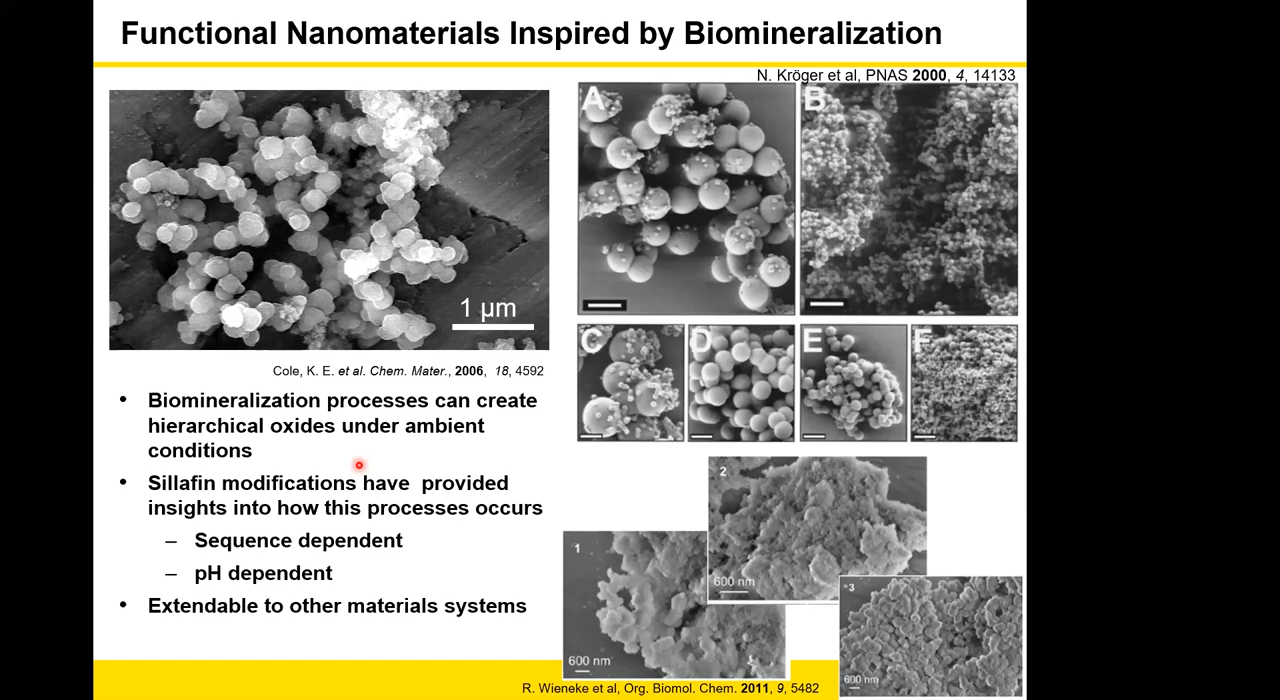 Functional Nanomaterials Inspired by Biomineralization
N. Kröger et al, PNAS 2000, 4, 14133
1 μm
Cole, K. E. et al. Chem. Mater., 2006, 18, 4592
• Biomineralization processes can create
hierarchical oxides under ambient
conditions
• Sillafin modifications have provided
insights into how this processes occurs
– Sequence dependent
– pH dependent
• Extendable to other materials systems
A
B
C
D
E
F
2
600 nm
1
600 nm
3
600 nm
R. Wieneke et al, Org. Biomol. Chem. 2011, 9, 5482